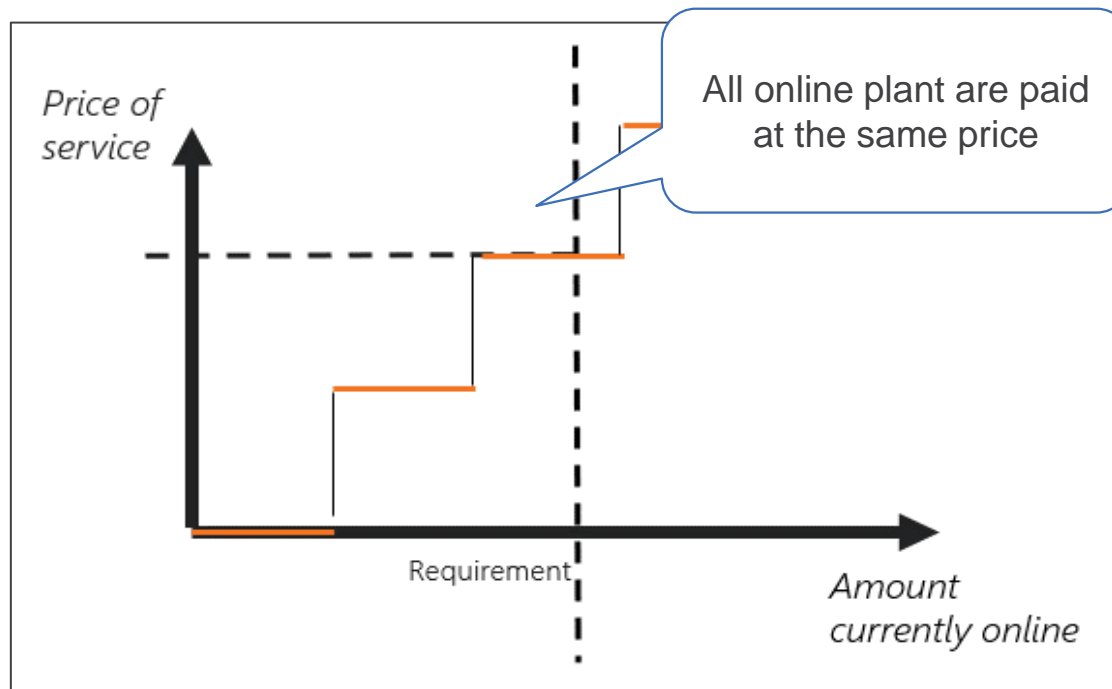 Price of
service
All online plant are paid
at the same price
Requirement
Amount
currently online